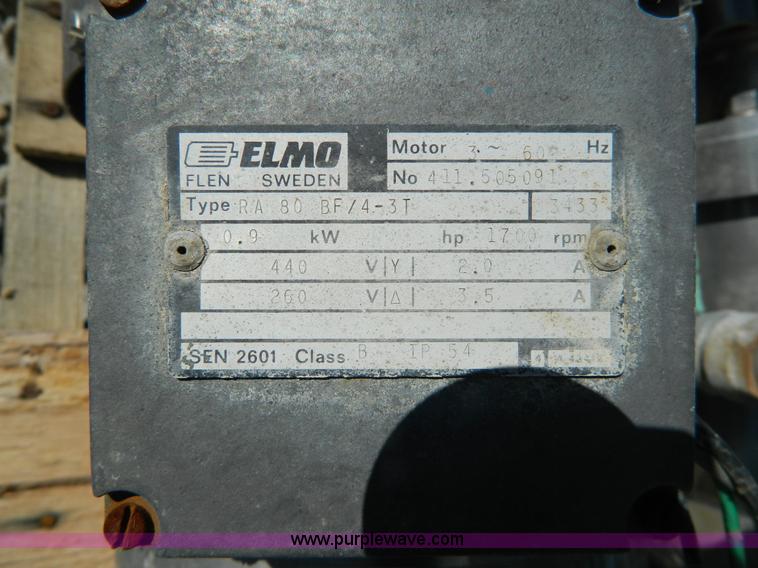 ELMO
FLEN SWEDEN
Motor 3 ~ 60 Hz
No 411.505091
Type RA 80 BF/4-3T 3433
0.9 kW hp 1700 rpm
440 V Y 2.0 A
260 V Δ 3.5 A
SEN 2601 Class B IP 54
www.purplewave.com